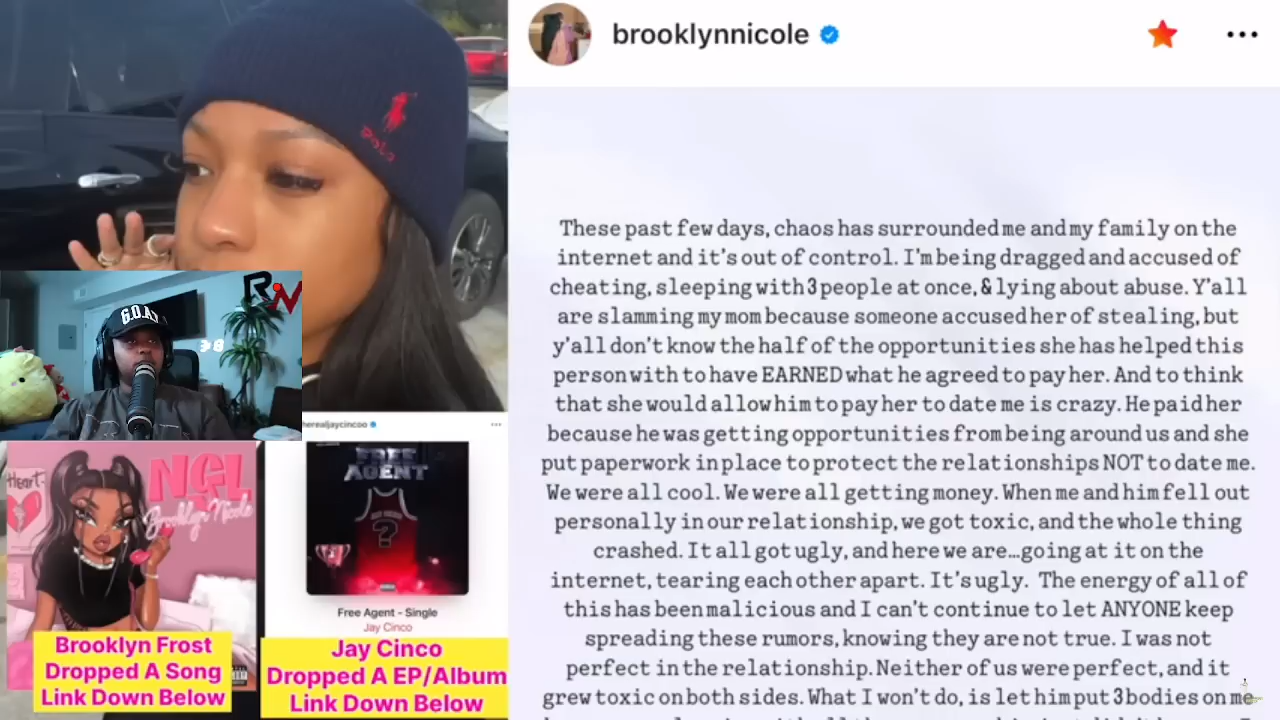 brooklynnicole
These past few days, chaos has surrounded me and my family on the
internet and it's out of control. I'm being dragged and accused of
cheating, sleeping with 3 people at once, & lying about abuse. Y'all
are slamming my mom because someone accused her of stealing, but
y'all don't know the half of the opportunities she has helped this
person with to have EARNED what he agreed to pay her. And to think
that she would allow him to pay her to date me is crazy. He paid her
because he was getting opportunities from being around us and she
put paperwork in place to protect the relationships NOT to date me.
We were all cool. We were all getting money. When me and him fell out
personally in our relationship, we got toxic, and the whole thing
crashed. It all got ugly, and here we are...going at it on the
internet, tearing each other apart. It's ugly. The energy of all of
this has been malicious and I can't continue to let ANYONE keep
spreading these rumors, knowing they are not true. I was not
perfect in the relationship. Neither of us were perfect, and it
grew toxic on both sides. What I won't do, is let him put 3 bodies on me
Polo
G.O.A.T
RN
herealjaycincoo
Heart-
NGL
Brooklyn Nicole
Brooklyn Frost
Dropped A Song
Link Down Below
FREE
AGENT
?
Free Agent - Single
Jay Cinco
Jay Cinco
Dropped A EP/Album
Link Down Below